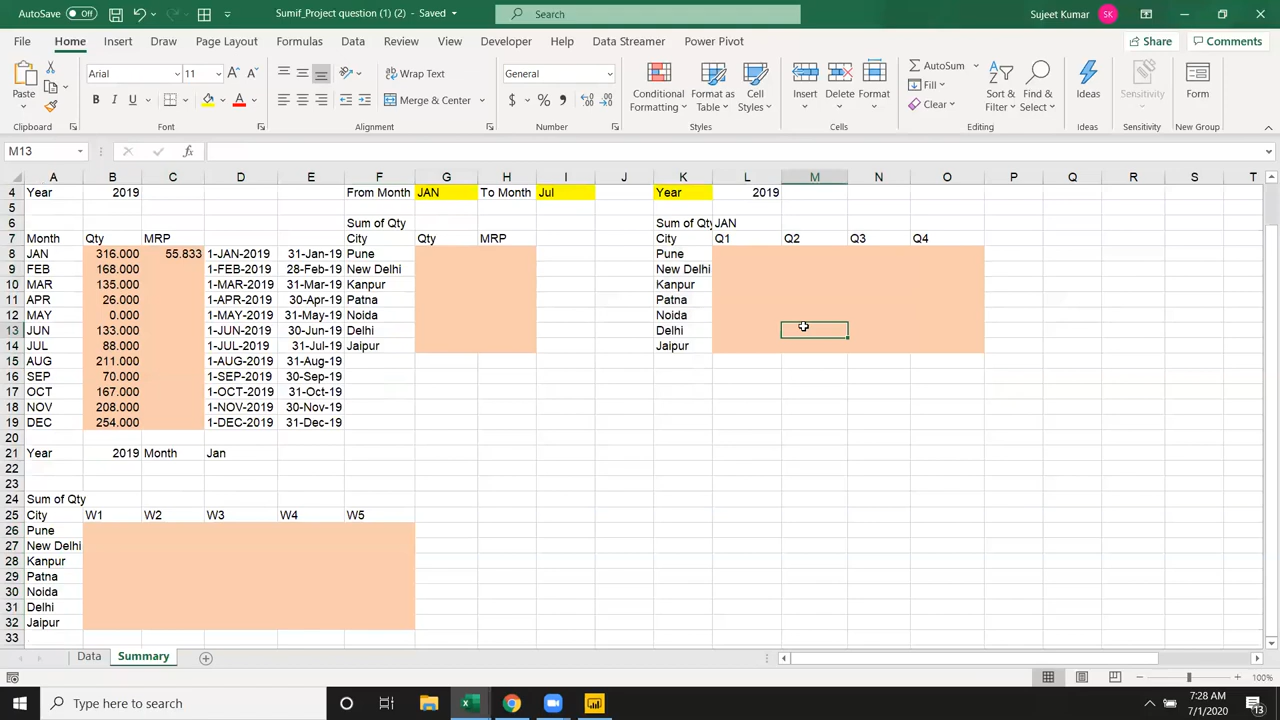 AutoSave Off Sumif_Project question (1) (2) - Saved Search Sujeet Kumar SK
File Home Insert Draw Page Layout Formulas Data Review View Developer Help Data Streamer Power Pivot Share Comments
Paste Arial 11 Wrap Text General Conditional Formatting Format as Table Cell Styles Insert Delete Format AutoSum Sort & Filter Find & Select Ideas Sensitivity Form
B I U Merge & Center $ % Fill Clear
Clipboard Font Alignment Number Styles Cells Editing Ideas Sensitivity New Group
M13 fx
A B C D E F G H I J K L M N O P Q R S T
4 Year 2019 From Month JAN To Month Jul Year 2019
5
6 Sum of Qty Sum of Qty JAN
7 Month Qty MRP City Qty MRP City Q1 Q2 Q3 Q4
8 JAN 316.000 55.833 1-JAN-2019 31-Jan-19 Pune Pune
9 FEB 168.000 1-FEB-2019 28-Feb-19 New Delhi New Delhi
10 MAR 135.000 1-MAR-2019 31-Mar-19 Kanpur Kanpur
11 APR 26.000 1-APR-2019 30-Apr-19 Patna Patna
12 MAY 0.000 1-MAY-2019 31-May-19 Noida Noida
13 JUN 133.000 1-JUN-2019 30-Jun-19 Delhi Delhi
14 JUL 88.000 1-JUL-2019 31-Jul-19 Jaipur Jaipur
15 AUG 211.000 1-AUG-2019 31-Aug-19
16 SEP 70.000 1-SEP-2019 30-Sep-19
17 OCT 167.000 1-OCT-2019 31-Oct-19
18 NOV 208.000 1-NOV-2019 30-Nov-19
19 DEC 254.000 1-DEC-2019 31-Dec-19
20
21 Year 2019 Month Jan
22
23
24 Sum of Qty
25 City W1 W2 W3 W4 W5
26 Pune
27 New Delhi
28 Kanpur
29 Patna
30 Noida
31 Delhi
32 Jaipur
33
Data Summary
100%
Type here to search 7:28 AM
7/1/2020